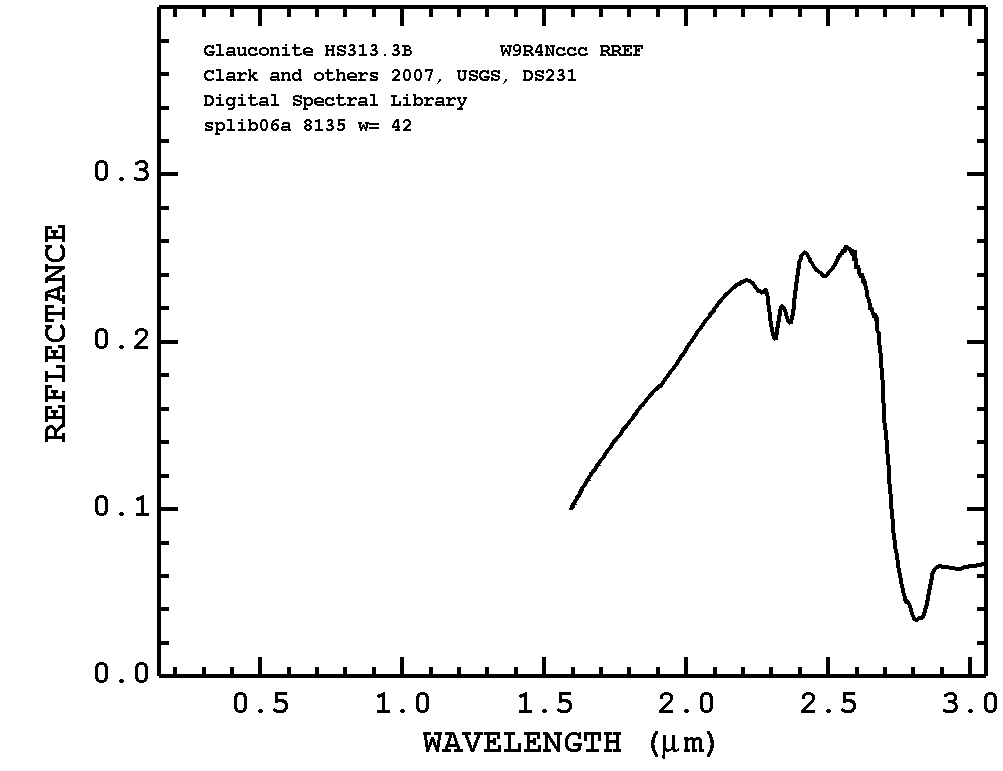 Glauconite HS313.3B W9R4Nccc RREF
Clark and others 2007, USGS, DS231
Digital Spectral Library
splib06a 8135 w= 42
0.3
0.2
0.1
0.0
REFLECTANCE
0.5 1.0 1.5 2.0 2.5 3.0
WAVELENGTH (μm)